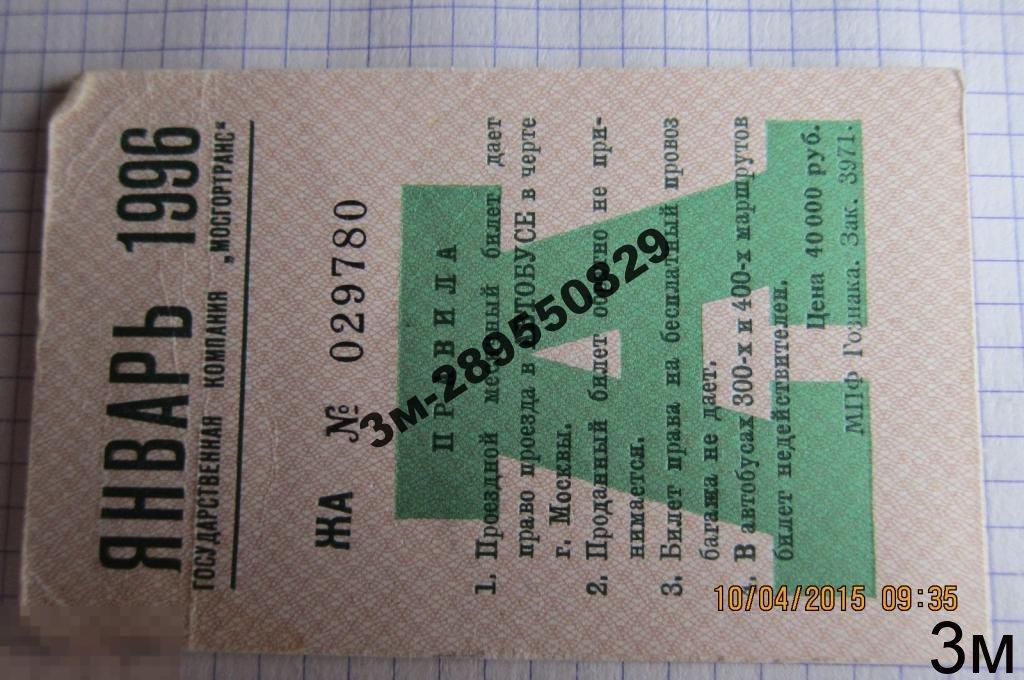 ЯНВАРЬ 1996
ГОСУДАРСТВЕННАЯ КОМПАНИЯ „МОСГОРТРАНС“
ЖА № 029780
ПРАВИЛА
1. Проездной месячный билет дает
право проезда в АВТОБУСЕ в черте
г. Москвы.
2. Проданный билет обратно не при-
нимается.
3. Билет права на бесплатный провоз
багажа не дает.
4. В автобусах 300-х и 400-х маршрутов
билет недействителен.
Цена 40 000 руб.
МПФ Гознака. Зак. 3971.
А
3м-289550829
10/04/2015 09:35
3м